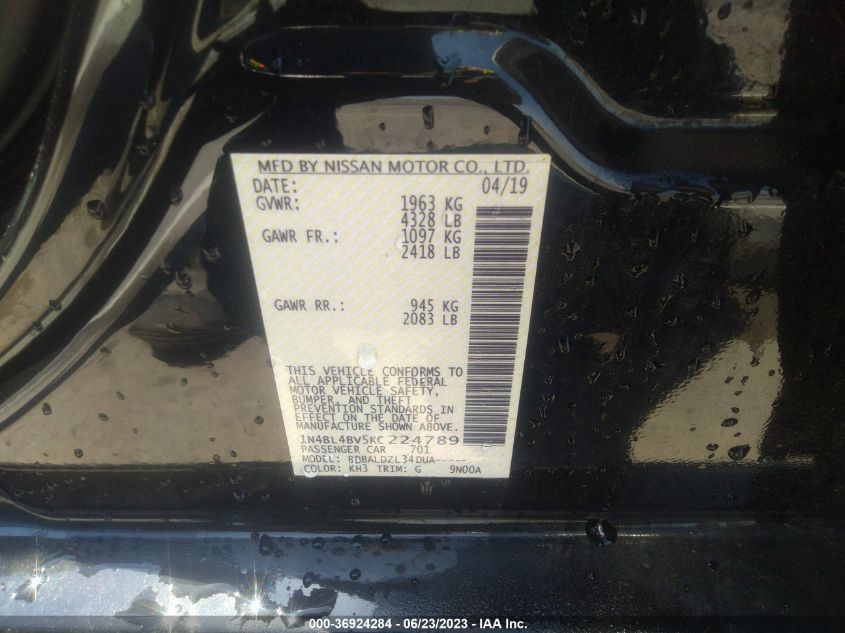 MFD BY NISSAN MOTOR CO., LTD.
DATE: 04/19
GVWR: 1963 KG
4328 LB
GAWR FR.: 1097 KG
2418 LB
GAWR RR.: 945 KG
2083 LB
THIS VEHICLE CONFORMS TO
ALL APPLICABLE FEDERAL
MOTOR VEHICLE SAFETY,
BUMPER, AND THEFT
PREVENTION STANDARDS IN
EFFECT ON THE DATE OF
MANUFACTURE SHOWN ABOVE.
1N4BL4BV5KC224789
PASSENGER CAR 701
MODEL: BDBALDZL34DUA-----
COLOR: KH3 TRIM: G 9N00A
000-36924284 - 06/23/2023 - IAA Inc.